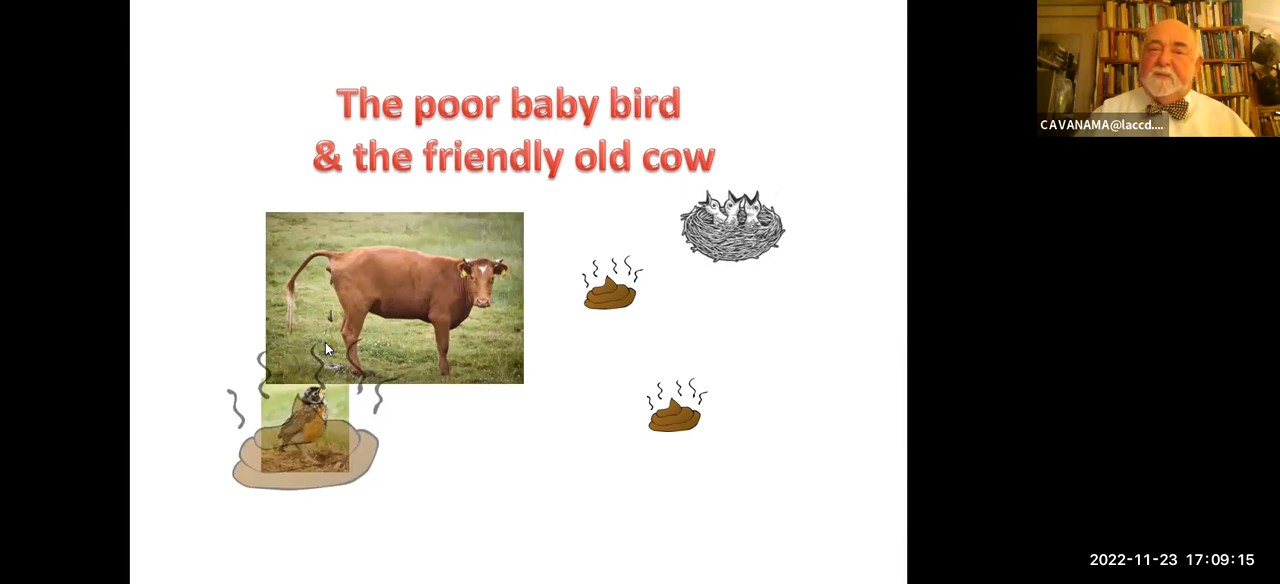 The poor baby bird
& the friendly old cow
CAVANAMA@laccd....
2022-11-23 17:09:15